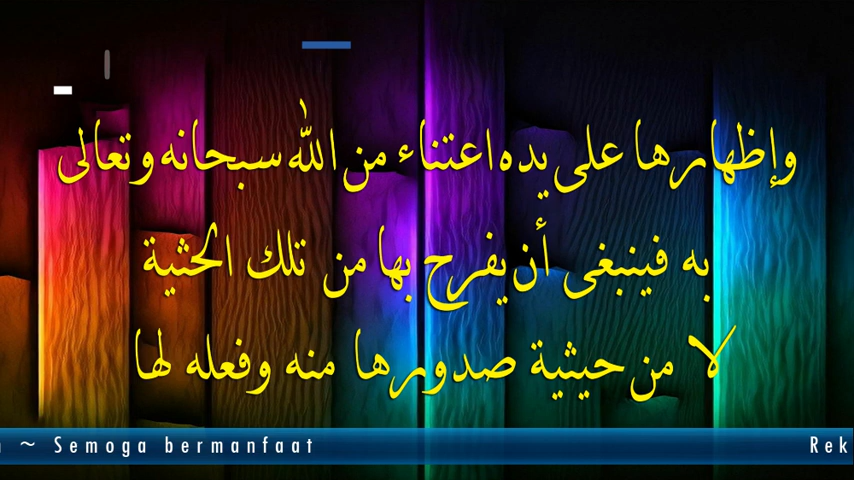 وإظهارها على يده اعتناء من الله سبحانه وتعالى
به فينبغى أن يفرح بها من تلك الحثية
لا من حيثية صدورها منه وفعله لها
~ Semoga bermanfaat
Rek